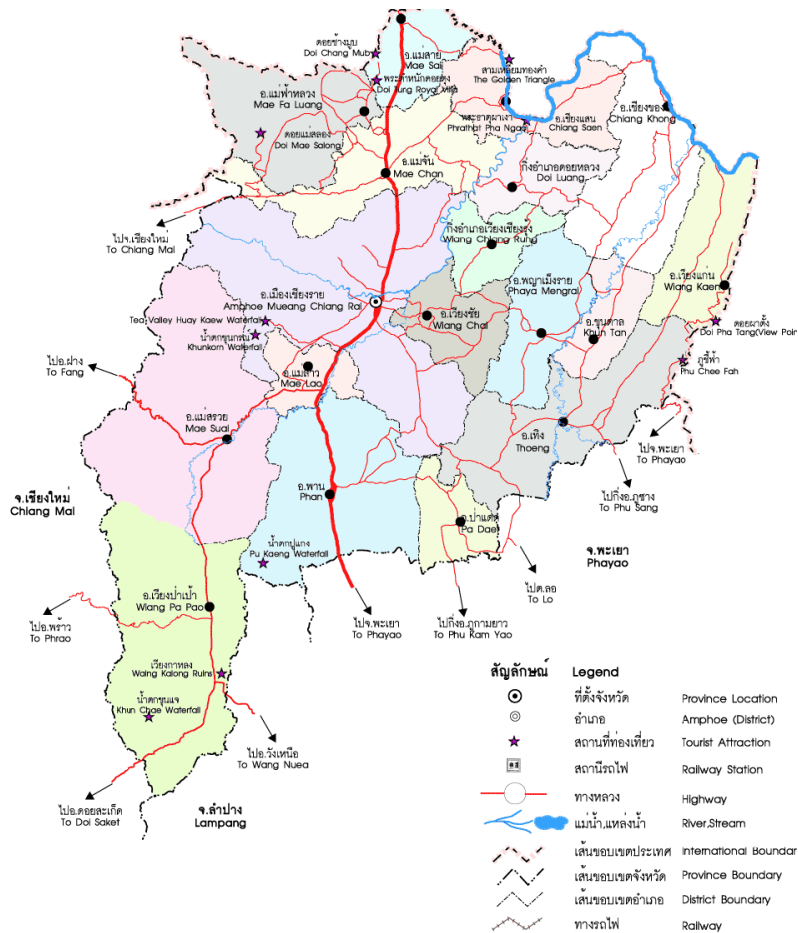 ดอยช้างมูบ
Doi Chang Mub
อ.แม่สาย
Mae Sai
พระตำหนักดอยตุง
Doi Tung Royal Villa
สามเหลี่ยมทองคำ
The Golden Triangle
อ.แม่ฟ้าหลวง
Mae Fa Luang
พระธาตุผาเงา
Phrathat Pha Ngao
อ.เชียงแสน
Chiang Saen
อ.เชียงของ
Chiang Khong
ดอยแม่สลอง
Doi Mae Salong
อ.แม่จัน
Mae Chan
กิ่งอำเภอดอยหลวง
Doi Luang
ไปจ.เชียงใหม่
To Chiang Mai
กิ่งอำเภอเวียงเชียงรุ้ง
Wiang Chiang Rung
อ.พญาเม็งราย
Phaya Mengrai
อ.เวียงแก่น
Wiang Kaen
อ.เมืองเชียงราย
Amphoe Mueang Chiang Rai
Tea Valley Huay Kaew Waterfall
น้ำตกขุนกรณ์
Khunkorn Waterfall
อ.เวียงชัย
Wiang Chai
อ.ขุนตาล
Khun Tan
ดอยผาตั้ง
Doi Pha Tang(View Poin
ภูชี้ฟ้า
Phu Chee Fah
ไปอ.ฝาง
To Fang
อ.แม่ลาว
Mae Lao
อ.แม่สรวย
Mae Suai
อ.เทิง
Thoeng
ไปจ.พะเยา
To Phayao
จ.เชียงใหม่
Chiang Mai
อ.พาน
Phan
ไปกิ่งอ.ภูซาง
To Phu Sang
อ.ป่าแดด
Pa Dae
น้ำตกปูแกง
Pu Kaeng Waterfall
จ.พะเยา
Phayao
ไปต.ลอ
To Lo
อ.เวียงป่าเป้า
Wiang Pa Pao
ไปอ.พร้าว
To Phrao
ไปจ.พะเยา
To Phayao
ไปกิ่งอ.ภูกามยาว
To Phu Kam Yao
เวียงกาหลง
Waing Kalong Ruins
น้ำตกขุนแจ
Khun Chae Waterfall
ไปอ.วังเหนือ
To Wang Nuea
ไปอ.ดอยสะเก็ด
To Doi Saket
จ.ลำปาง
Lampang
สัญลักษณ์ Legend
ที่ตั้งจังหวัด Province Location
อำเภอ Amphoe (District)
สถานที่ท่องเที่ยว Tourist Attraction
สถานีรถไฟ Railway Station
ทางหลวง Highway
แม่น้ำ,แหล่งน้ำ River,Stream
เส้นขอบเขตประเทศ International Boundar
เส้นขอบเขตจังหวัด Province Boundary
เส้นขอบเขตอำเภอ District Boundary
ทางรถไฟ Railway